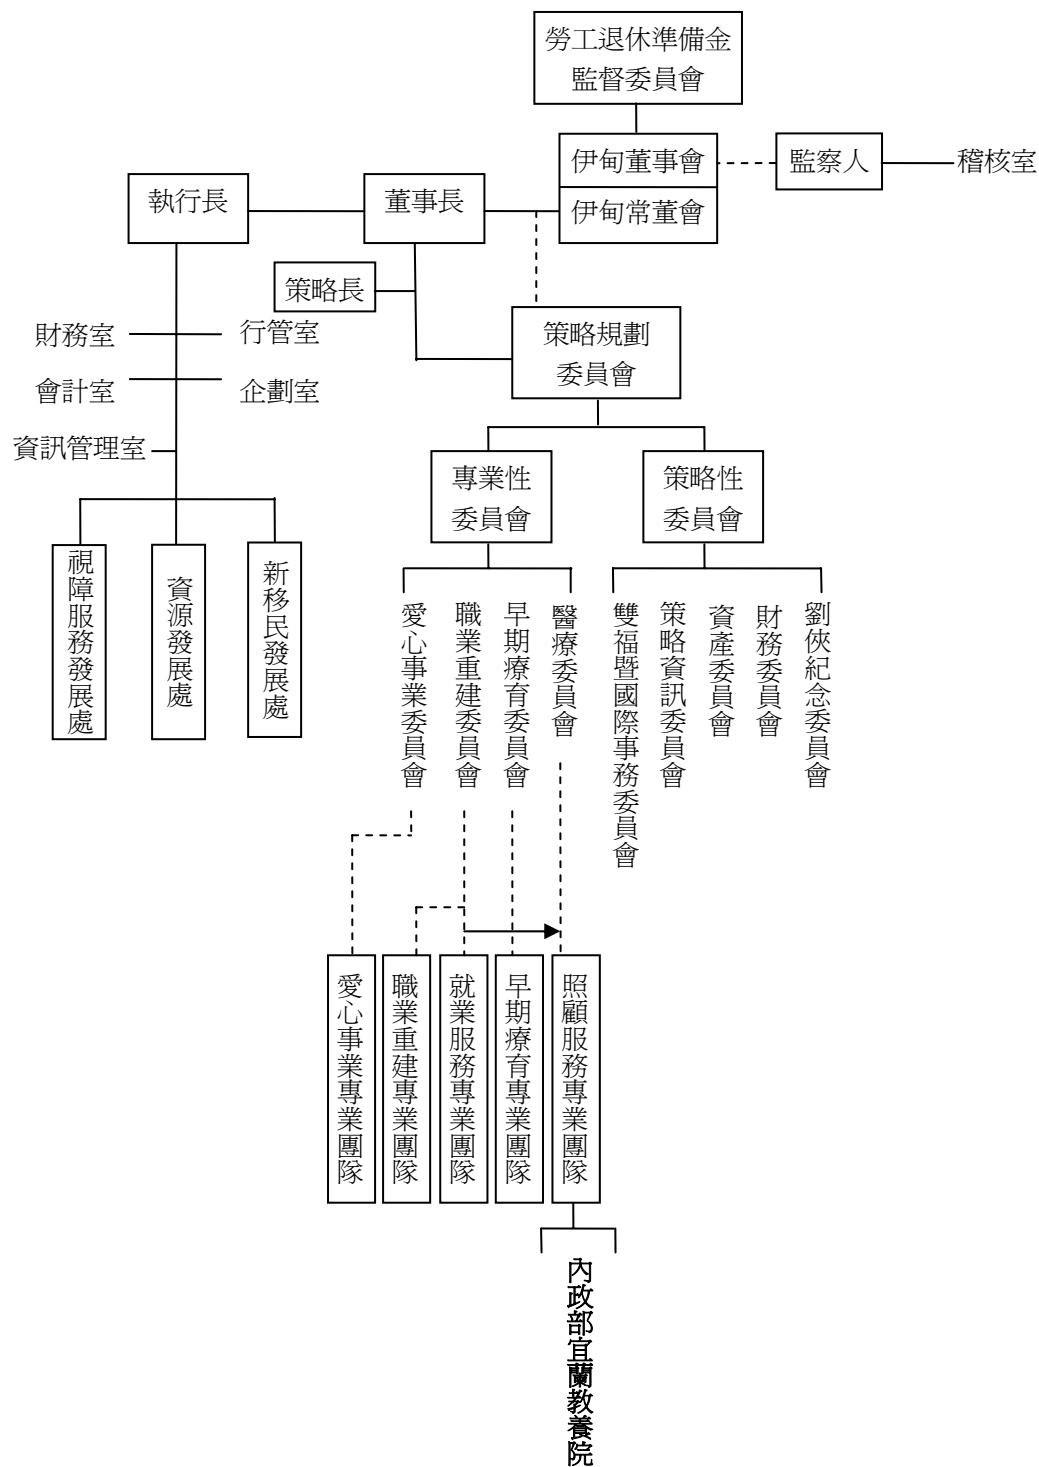 勞工退休準備金
監督委員會
伊甸董事會
監察人
稽核室
執行長
董事長
伊甸常董會
策略長
財務室
行管室
策略規劃
委員會
會計室
企劃室
資訊管理室
專業性
委員會
策略性
委員會
視障服務發展處
資源發展處
新移民發展處
愛心事業委員會
職業重建委員會
早期療育委員會
醫療委員會
雙福暨國際事務委員會
策略資訊委員會
資產委員會
財務委員會
劉俠紀念委員會
愛心事業專業團隊
職業重建專業團隊
就業服務專業團隊
早期療育專業團隊
照顧服務專業團隊
內政部宜蘭教養院